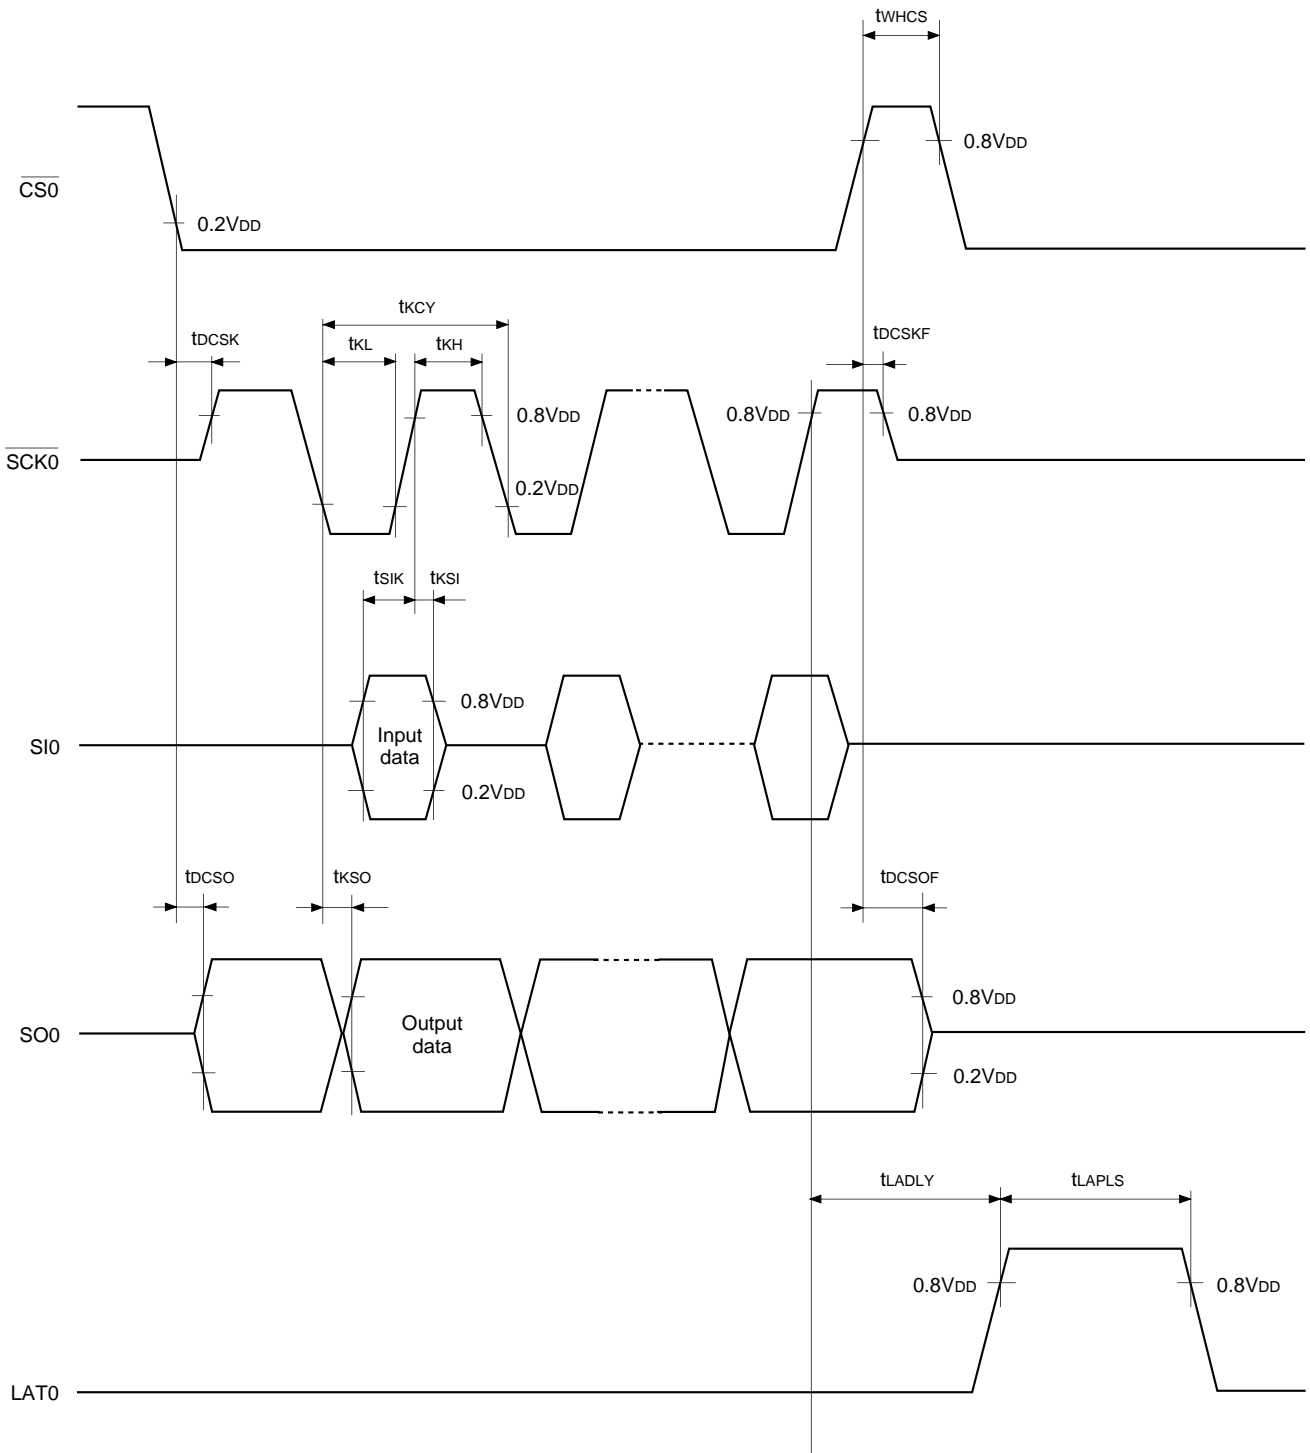 tWHCS
0.8VDD
CS0
0.2VDD
tKCY
tDCSK
tKL
tKH
tDCSKF
0.8VDD
0.8VDD
0.8VDD
SCK0
0.2VDD
tSIK
tKSI
0.8VDD
SI0
Input
data
0.2VDD
tDCSO
tKSO
tDCSOF
0.8VDD
SO0
Output
data
0.2VDD
tLADLY
tLAPLS
0.8VDD
0.8VDD
LAT0